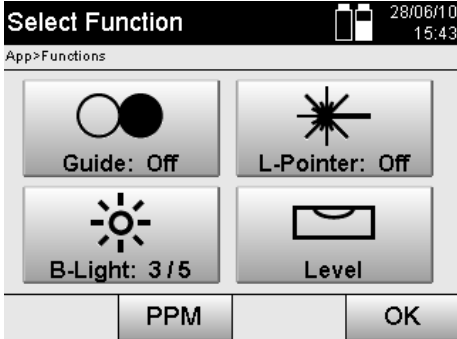 Select Function
28/06/10
15:43
App>Functions
Guide: Off
L-Pointer: Off
B-Light: 3/5
Level
PPM
OK